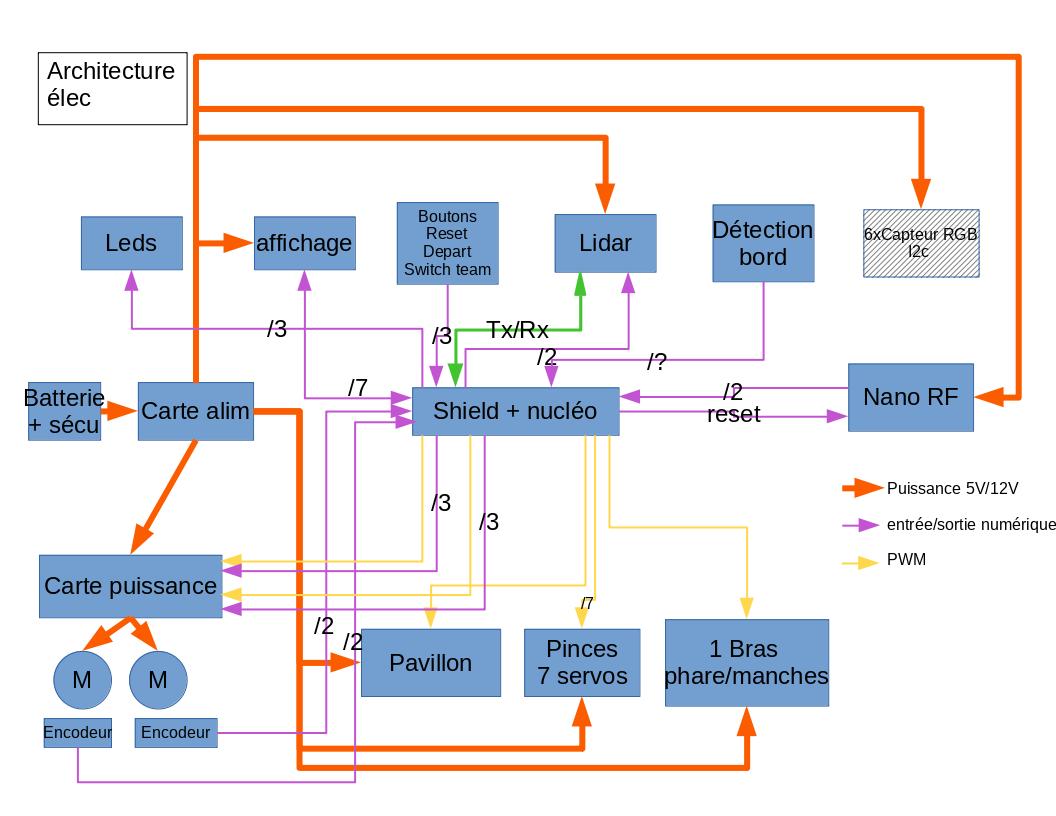 Architecture
élec
Leds
affichage
Boutons
Reset
Depart
Switch team
Lidar
Détection
bord
6xCapteur RGB
I2c
/3
/3
Tx/Rx
/2
/?
/7
Batterie
+ sécu
Carte alim
Shield + nucléo
/2
reset
Nano RF
Puissance 5V/12V
entrée/sortie numérique
PWM
/3
/3
Carte puissance
/7
/2
/2
M
M
Pavillon
Pinces
7 servos
1 Bras
phare/manches
Encodeur
Encodeur